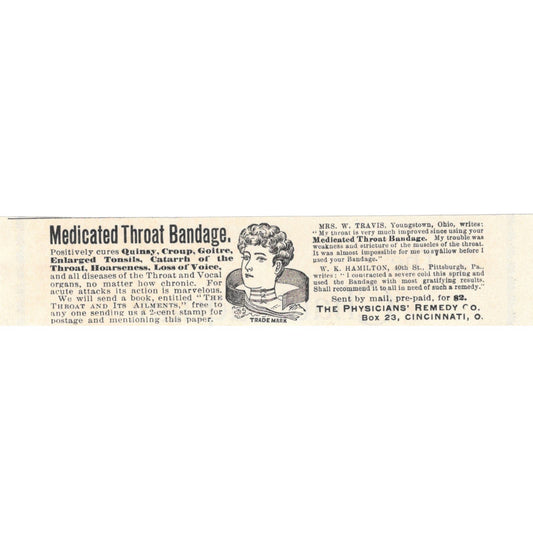 Medicated Throat Bandage.
Positively cures Quinsy, Croup, Goitre,
Enlarged Tonsils, Catarrh of the
Throat, Hoarseness, Loss of Voice,
and all diseases of the Throat and Vocal
organs, no matter how chronic. For
acute attacks its action is marvelous.
We will send a book, entitled "THE
THROAT AND ITS AILMENTS," free to
any one sending us a 2-cent stamp for
postage and mentioning this paper.
TRADE MARK
MRS. W. TRAVIS, Youngstown, Ohio, writes:
"My throat is very much improved since using your
Medicated Throat Bandage. My trouble was
weakness and stricture of the muscles of the throat.
It was almost impossible for me to swallow before I
used your Bandage."
W. K. HAMILTON, 40th St., Pittsburgh, Pa.,
writes: "I contracted a severe cold this spring and
used the Bandage with most gratifying results.
Shall recommend it to all in need of such a remedy."
Sent by mail, pre-paid, for $2.
THE PHYSICIANS' REMEDY CO.
BOX 23, CINCINNATI, O.